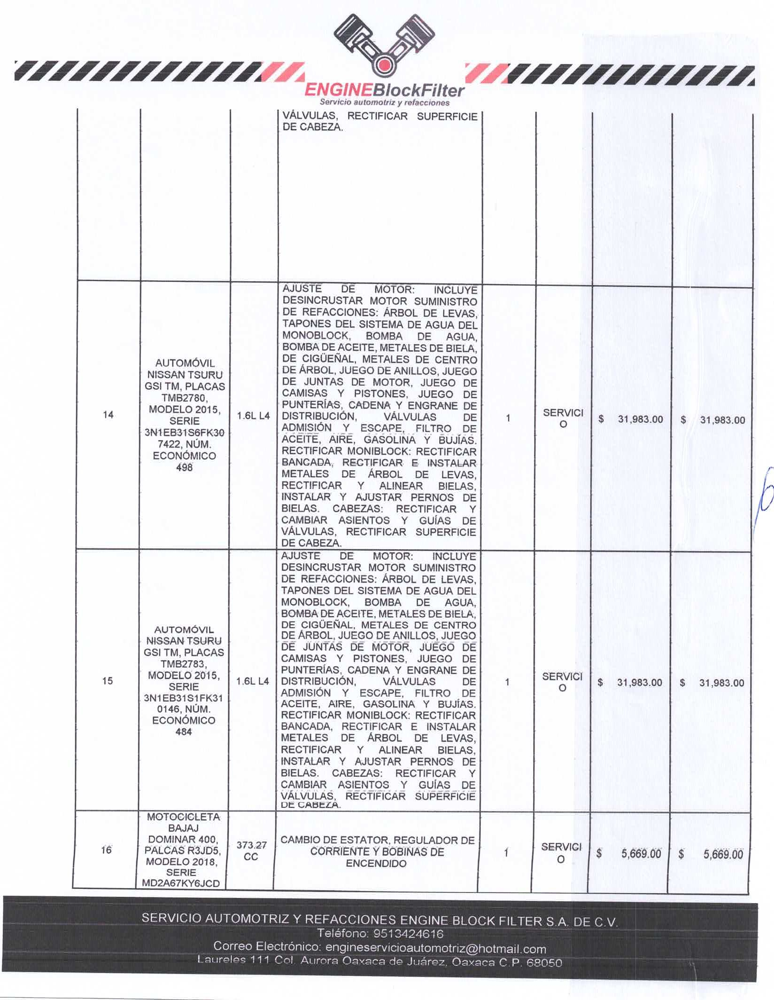 ENGINEBlockFilter
Servicio automotriz y refacciones
VÁLVULAS, RECTIFICAR SUPERFICIE
DE CABEZA.
14
AUTOMÓVIL
NISSAN TSURU
GSI TM, PLACAS
TMB2780,
MODELO 2015,
SERIE
3N1EB31S6FK30
7422, NÚM.
ECONÓMICO
498
1.6L L4
AJUSTE DE MOTOR: INCLUYE
DESINCRUSTAR MOTOR SUMINISTRO
DE REFACCIONES: ÁRBOL DE LEVAS,
TAPONES DEL SISTEMA DE AGUA DEL
MONOBLOCK, BOMBA DE AGUA,
BOMBA DE ACEITE, METALES DE BIELA,
DE CIGÜEÑAL, METALES DE CENTRO
DE ÁRBOL, JUEGO DE ANILLOS, JUEGO
DE JUNTAS DE MOTOR, JUEGO DE
CAMISAS Y PISTONES, JUEGO DE
PUNTERÍAS, CADENA Y ENGRANE DE
DISTRIBUCIÓN, VÁLVULAS DE
ADMISIÓN Y ESCAPE, FILTRO DE
ACEITE, AIRE, GASOLINA Y BUJÍAS.
RECTIFICAR MONIBLOCK: RECTIFICAR
BANCADA, RECTIFICAR E INSTALAR
METALES DE ÁRBOL DE LEVAS,
RECTIFICAR Y ALINEAR BIELAS,
INSTALAR Y AJUSTAR PERNOS DE
BIELAS. CABEZAS: RECTIFICAR Y
CAMBIAR ASIENTOS Y GUÍAS DE
VÁLVULAS, RECTIFICAR SUPERFICIE
DE CABEZA.
1
SERVICI
O
$ 31,983.00
$ 31,983.00
15
AUTOMÓVIL
NISSAN TSURU
GSI TM, PLACAS
TMB2783,
MODELO 2015,
SERIE
3N1EB31S1FK31
0146, NÚM.
ECONÓMICO
484
1.6L L4
AJUSTE DE MOTOR: INCLUYE
DESINCRUSTAR MOTOR SUMINISTRO
DE REFACCIONES: ÁRBOL DE LEVAS,
TAPONES DEL SISTEMA DE AGUA DEL
MONOBLOCK, BOMBA DE AGUA,
BOMBA DE ACEITE, METALES DE BIELA,
DE CIGÜEÑAL, METALES DE CENTRO
DE ÁRBOL, JUEGO DE ANILLOS, JUEGO
DE JUNTAS DE MOTOR, JUEGO DE
CAMISAS Y PISTONES, JUEGO DE
PUNTERÍAS, CADENA Y ENGRANE DE
DISTRIBUCIÓN, VÁLVULAS DE
ADMISIÓN Y ESCAPE, FILTRO DE
ACEITE, AIRE, GASOLINA Y BUJÍAS.
RECTIFICAR MONIBLOCK: RECTIFICAR
BANCADA, RECTIFICAR E INSTALAR
METALES DE ÁRBOL DE LEVAS,
RECTIFICAR Y ALINEAR BIELAS,
INSTALAR Y AJUSTAR PERNOS DE
BIELAS. CABEZAS: RECTIFICAR Y
CAMBIAR ASIENTOS Y GUÍAS DE
VÁLVULAS, RECTIFICAR SUPERFICIE
DE CABEZA.
1
SERVICI
O
$ 31,983.00
$ 31,983.00
16
MOTOCICLETA
BAJAJ
DOMINAR 400,
PALCAS R3JD5,
MODELO 2018,
SERIE
MD2A67KY6JCD
373.27
CC
CAMBIO DE ESTATOR, REGULADOR DE
CORRIENTE Y BOBINAS DE
ENCENDIDO
1
SERVICI
O
$ 5,669.00
$ 5,669.00
SERVICIO AUTOMOTRIZ Y REFACCIONES ENGINE BLOCK FILTER S.A. DE C.V.
Teléfono: 9513424616
Correo Electrónico: engineservicioautomotriz@hotmail.com
Laureles 111 Col. Aurora Oaxaca de Juárez, Oaxaca C.P. 68050